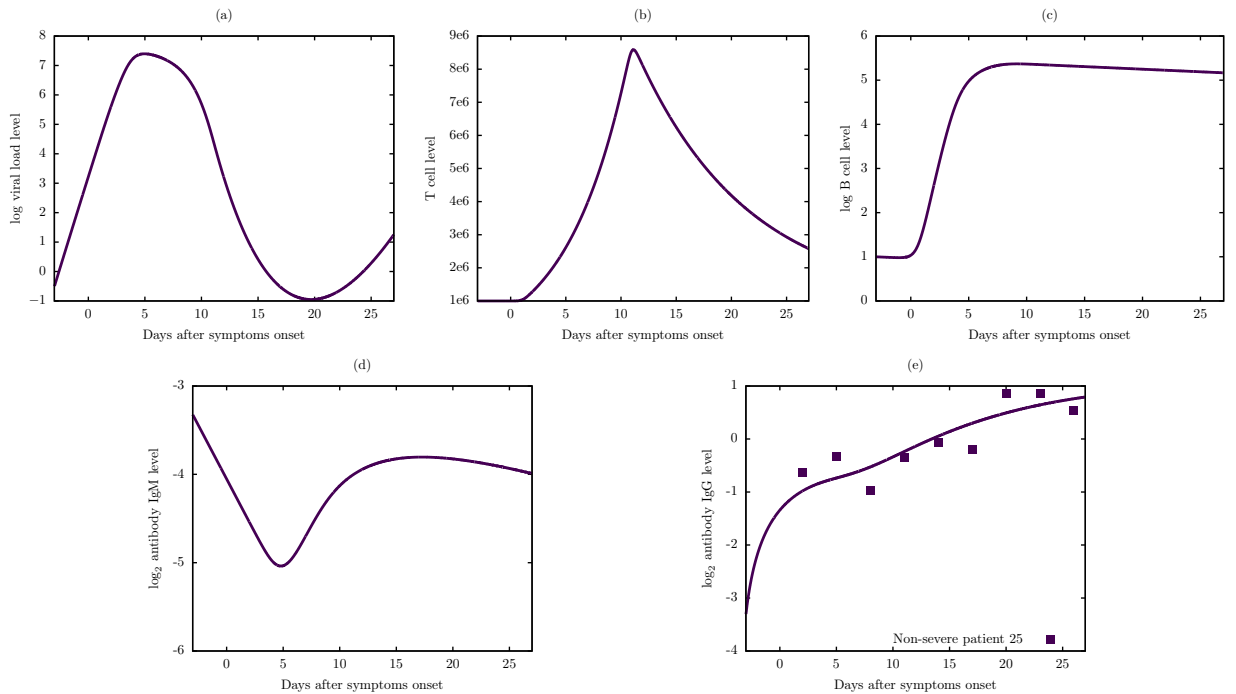 (a)
8
7
6
5
4
3
2
1
0
−1
log viral load level
0 5 10 15 20 25
Days after symptoms onset
(b)
9e6
8e6
7e6
6e6
5e6
4e6
3e6
2e6
1e6
T cell level
0 5 10 15 20 25
Days after symptoms onset
(c)
6
5
4
3
2
1
0
log B cell level
0 5 10 15 20 25
Days after symptoms onset
(d)
-3
-4
-5
-6
log₂ antibody IgM level
0 5 10 15 20 25
Days after symptoms onset
(e)
1
0
-1
-2
-3
-4
log₂ antibody IgG level
Non-severe patient 25
0 5 10 15 20 25
Days after symptoms onset